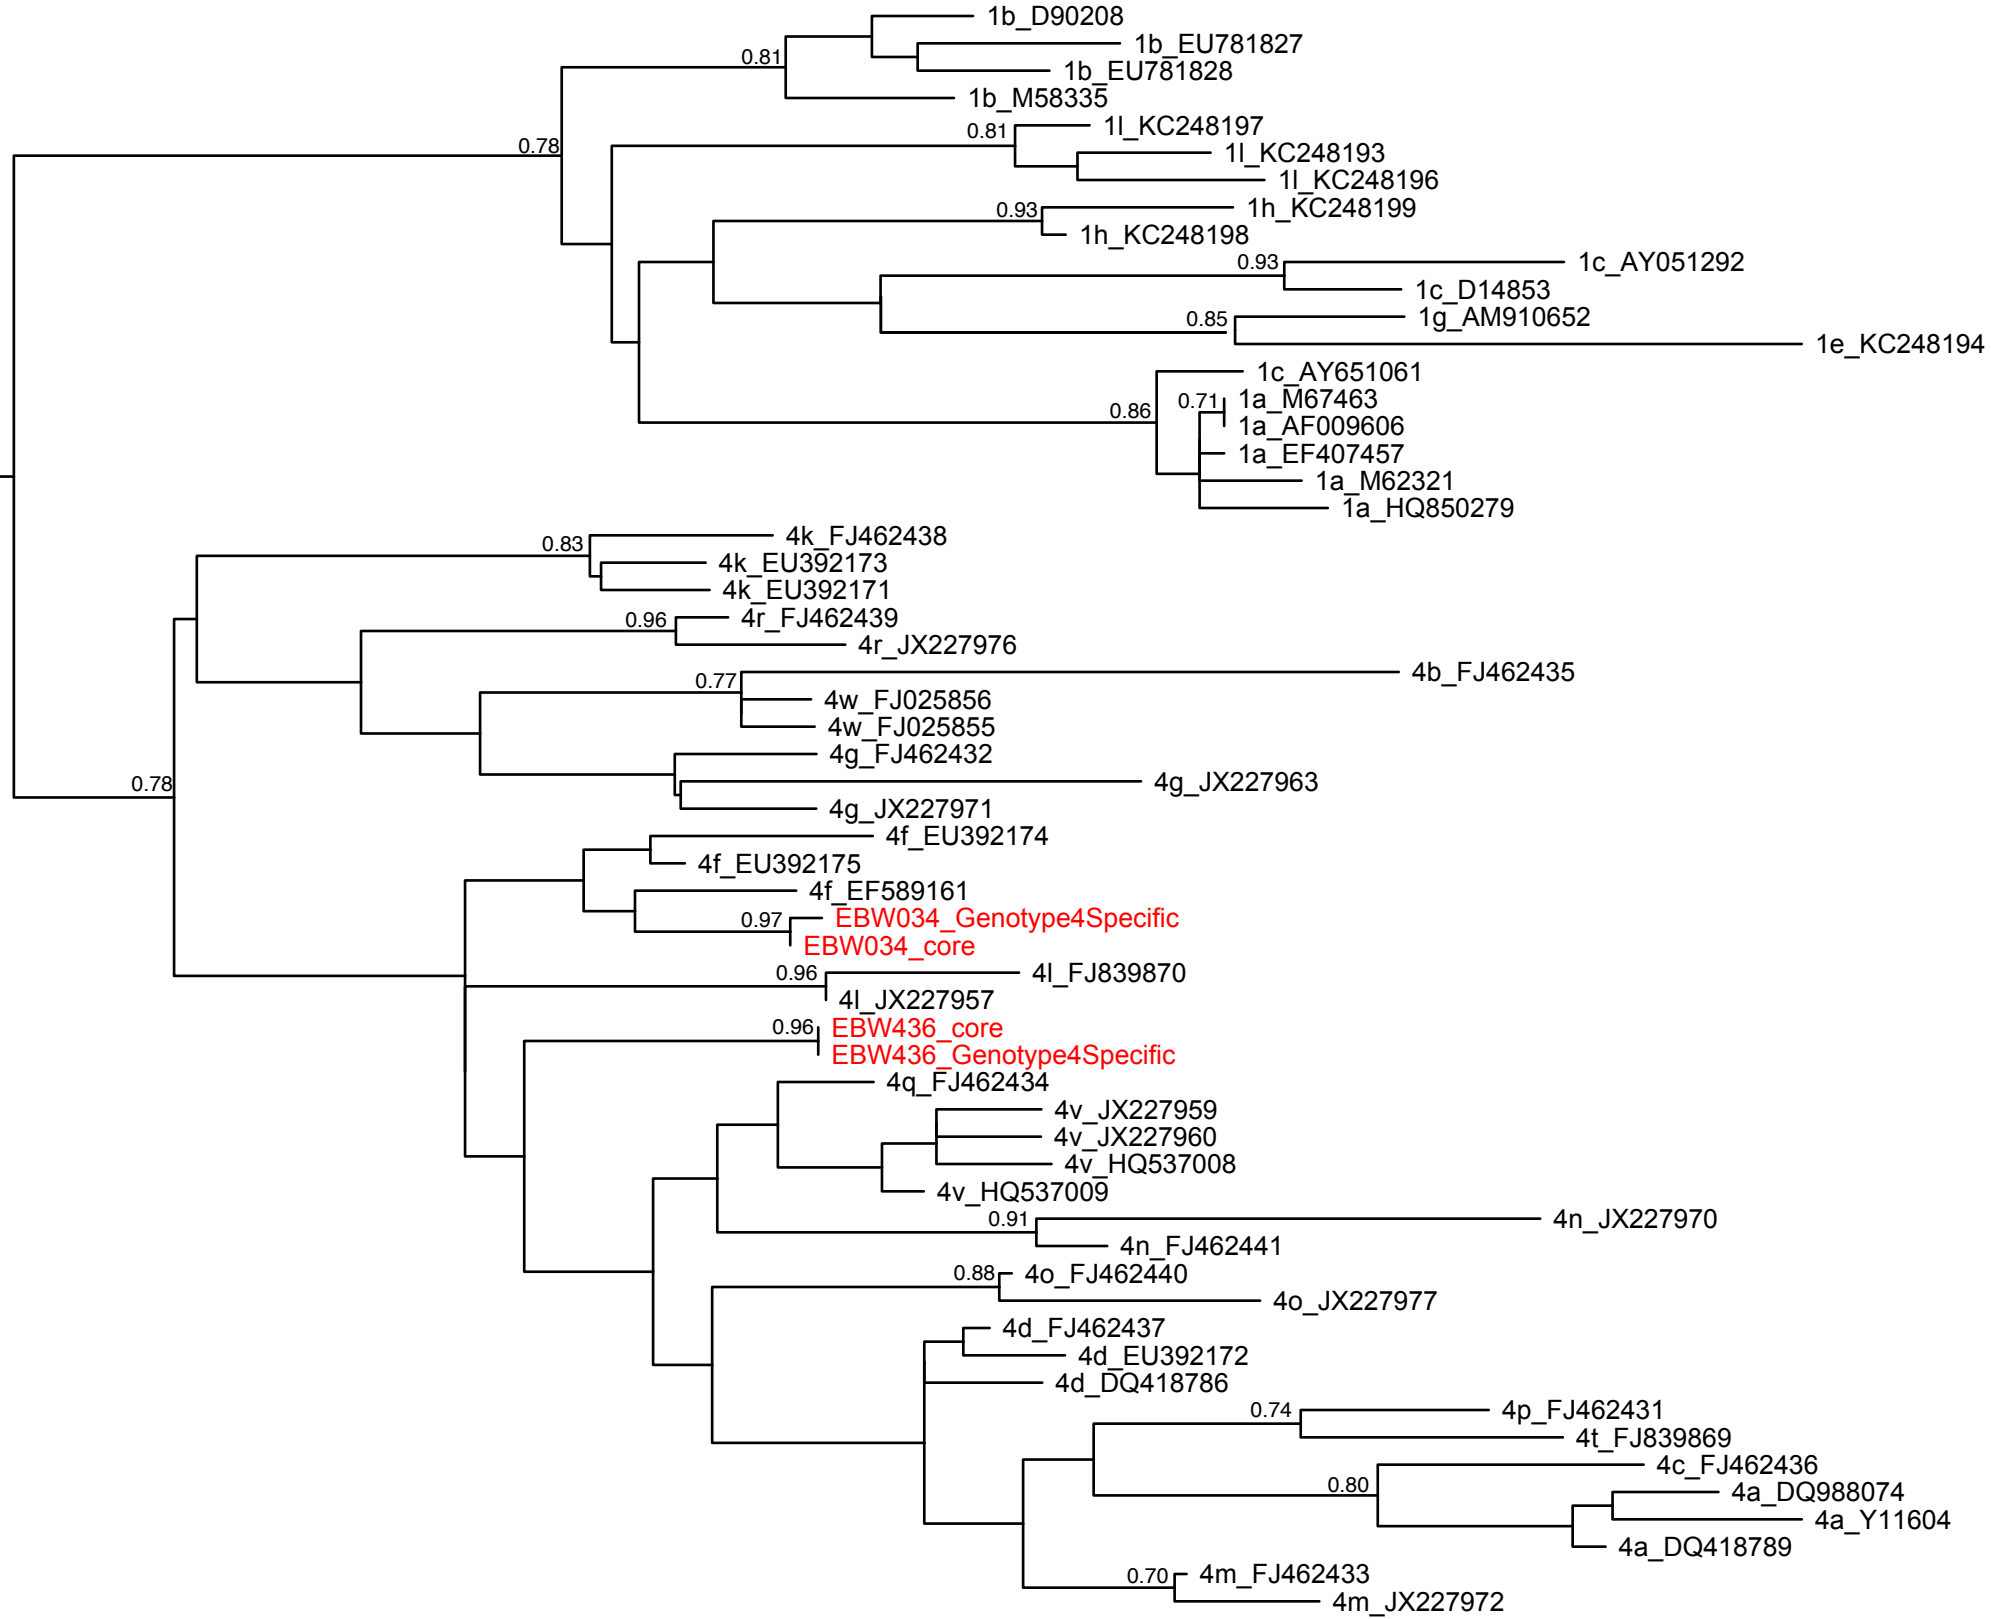 1b_D90208
1b_EU781827
0.81
1b_EU781828
1b_M58335
1l_KC248197
0.81
0.78
1l_KC248193
1l_KC248196
1h_KC248199
0.93
1h_KC248198
1c_AY051292
0.93
1c_D14853
1g_AM910652
0.85
1e_KC248194
1c_AY651061
1a_M67463
0.71
0.86
1a_AF009606
1a_EF407457
1a_M62321
1a_HQ850279
4k_FJ462438
0.83
4k_EU392173
4k_EU392171
4r_FJ462439
0.96
4r_JX227976
4b_FJ462435
0.77
4w_FJ025856
4w_FJ025855
4g_FJ462432
4g_JX227963
0.78
4g_JX227971
4f_EU392174
4f_EU392175
4f_EF589161
EBW034_Genotype4Specific
0.97
EBW034_core
4l_FJ839870
0.96
4l_JX227957
EBW436_core
0.96
EBW436_Genotype4Specific
4q_FJ462434
4v_JX227959
4v_JX227960
4v_HQ537008
4v_HQ537009
4n_JX227970
0.91
4n_FJ462441
4o_FJ462440
0.88
4o_JX227977
4d_FJ462437
4d_EU392172
4d_DQ418786
4p_FJ462431
0.74
4t_FJ839869
4c_FJ462436
0.80
4a_DQ988074
4a_Y11604
4a_DQ418789
4m_FJ462433
0.70
4m_JX227972